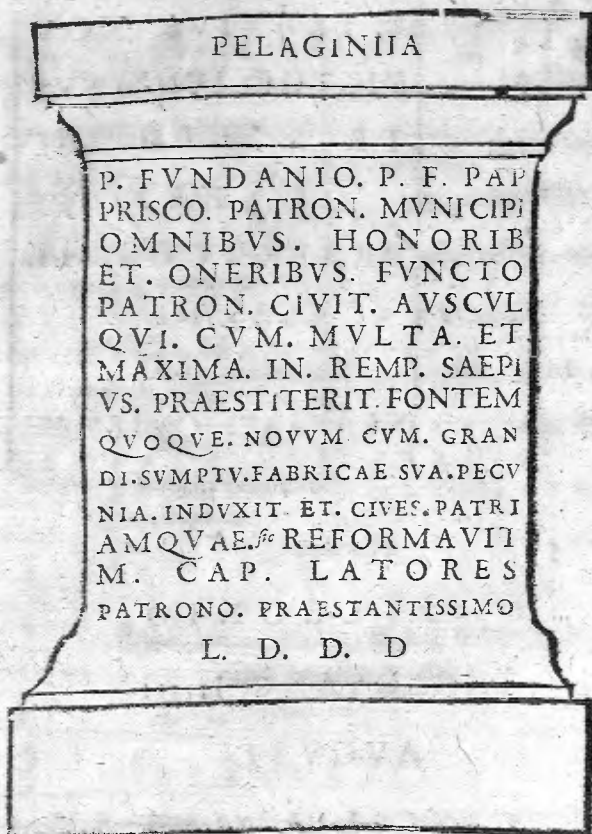 PELAGINIIA
P. FVNDANIO. P. F. PAP
PRISCO. PATRON. MVNICIPI
OMNIBVS. HONORIB
ET. ONERIBVS. FVNCTO
PATRON. CIVIT. AVSCVL
QVI. CVM. MVLTA. ET
MAXIMA. IN. REMP. SAEPI
VS. PRAESTITERIT. FONTEM
QVOQVE. NOVVM CVM. GRAN
DI.SVMPTV.FABRICAE SVA.PECV
NIA.INDVXIT ET. CIVES.PATRI
AMQVAE.sic REFORMAVIT
M. CAP. LATORES
PATRONO. PRAESTANTISSIMO
L. D. D. D